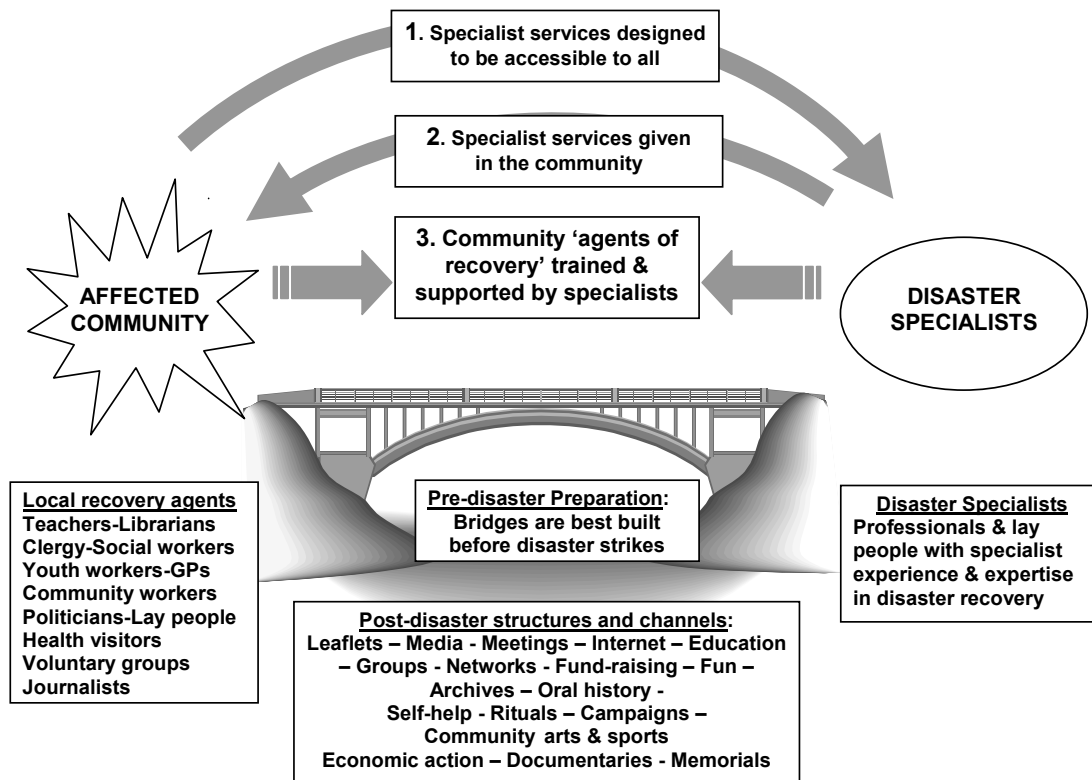 1. Specialist services designed
to be accessible to all
2. Specialist services given
in the community
3. Community ‘agents of
recovery’ trained &
supported by specialists
AFFECTED
COMMUNITY
DISASTER
SPECIALISTS
Local recovery agents
Teachers-Librarians
Clergy-Social workers
Youth workers-GPs
Community workers
Politicians-Lay people
Health visitors
Voluntary groups
Journalists
Pre-disaster Preparation:
Bridges are best built
before disaster strikes
Disaster Specialists
Professionals & lay
people with specialist
experience & expertise
in disaster recovery
Post-disaster structures and channels:
Leaflets – Media - Meetings – Internet – Education
– Groups - Networks - Fund-raising – Fun –
Archives – Oral history -
Self-help - Rituals – Campaigns –
Community arts & sports
Economic action – Documentaries - Memorials